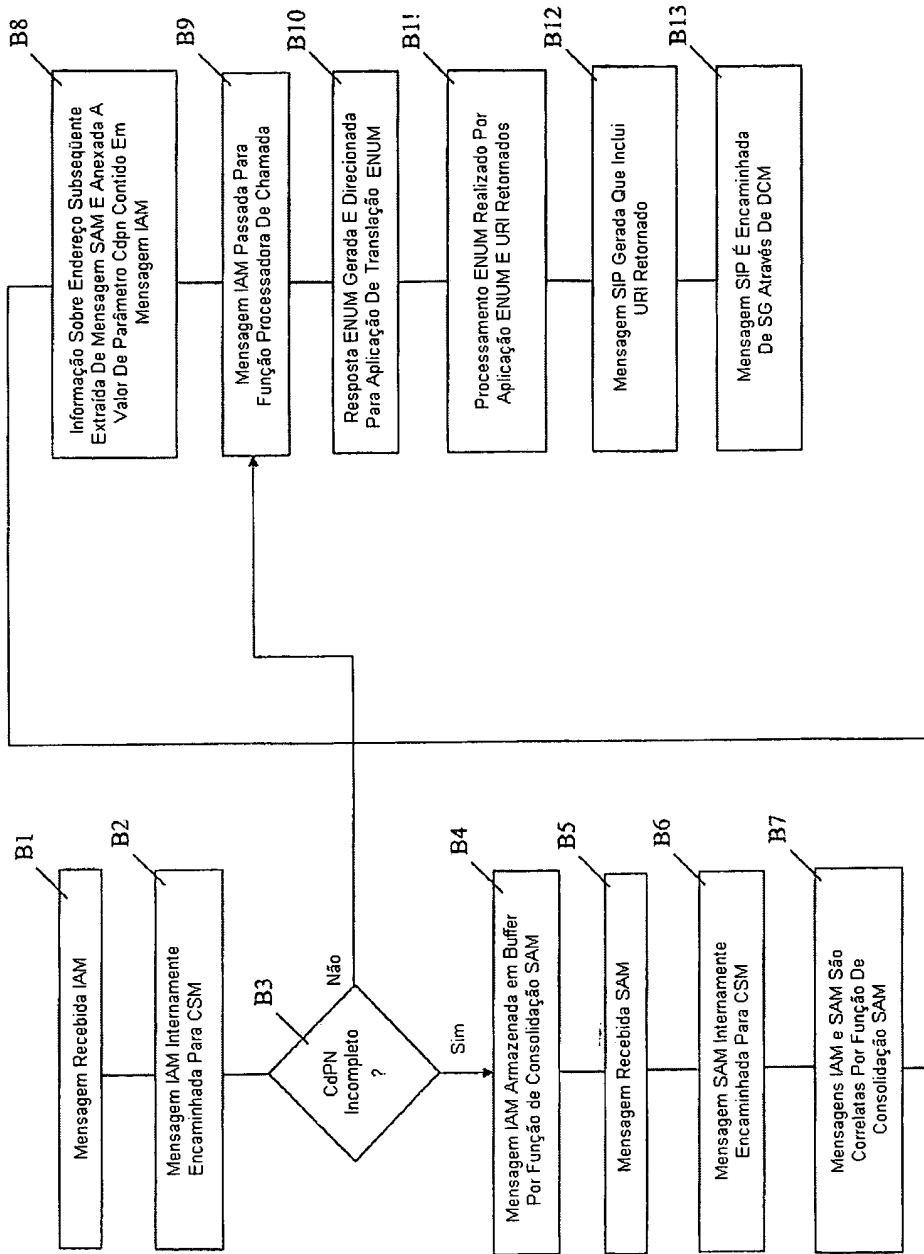 B1
Mensagem Recebida IAM
B2
Mensagem IAM Internamente
Encaminhada Para CSM
B3
CdPN
Incompleto
?
Não
Sim
B4
Mensagem IAM Armazenada em Buffer
Por Função de Consolidação SAM
B5
Mensagem Recebida SAM
B6
Mensagem SAM Internamente
Encaminhada Para CSM
B7
Mensagens IAM e SAM São
Correlatas Por Função De
Consolidação SAM
B8
Informação Sobre Endereço Subseqüente
Extraída De Mensagem SAM E Anexada A
Valor De Parâmetro Cdpn Contido Em
Mensagem IAM
B9
Mensagem IAM Passada Para
Função Processadora De Chamada
B10
Resposta ENUM Gerada E Direcionada
Para Aplicação De Translação ENUM
B11
Processamento ENUM Realizado Por
Aplicação ENUM E URI Retornados
B12
Mensagem SIP Gerada Que Inclui
URI Retornado
B13
Mensagem SIP É Encaminhada
De SG Através De DCM